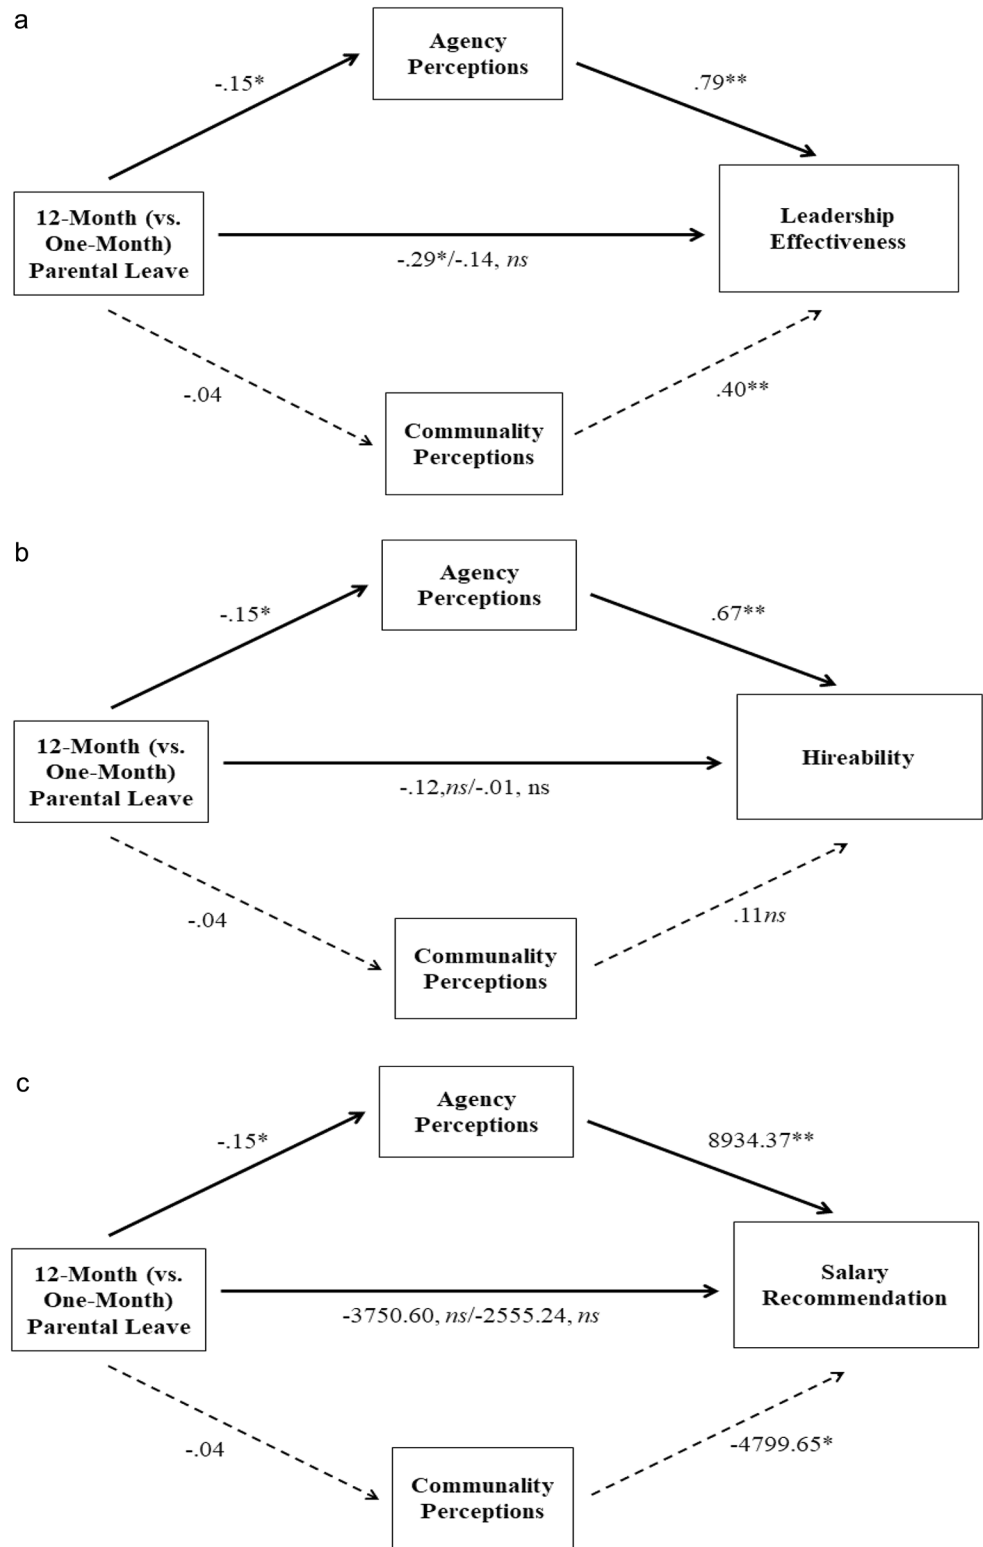 a
Agency
Perceptions
-.15*
.79**
12-Month (vs.
One-Month)
Parental Leave
Leadership
Effectiveness
-.29*/-.14, ns
-.04
.40**
Communality
Perceptions
b
Agency
Perceptions
-.15*
.67**
12-Month (vs.
One-Month)
Parental Leave
Hireability
-.12,ns/-.01, ns
-.04
.11ns
Communality
Perceptions
c
Agency
Perceptions
-.15*
8934.37**
12-Month (vs.
One-Month)
Parental Leave
Salary
Recommendation
-3750.60, ns/-2555.24, ns
-.04
-4799.65*
Communality
Perceptions